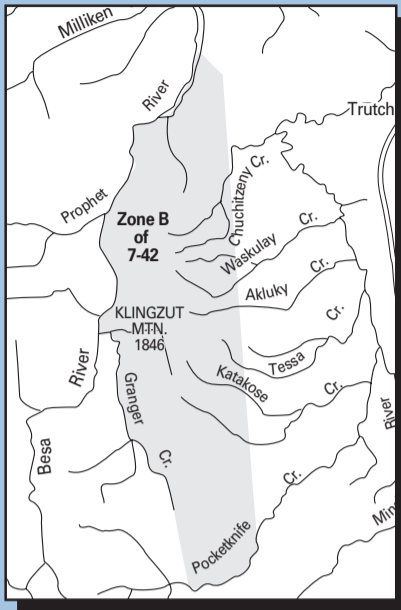 Milliken
River
Trutch
Prophet
Chuchitzeny Cr.
Zone B
of
7-42
Waskulay
Cr.
Akluky
Cr.
KLINGZUT
MTN.
1846
Cr.
River
Granger
Cr.
Tessa
Katakose
Cr.
River
Besa
Cr.
Pocketknife